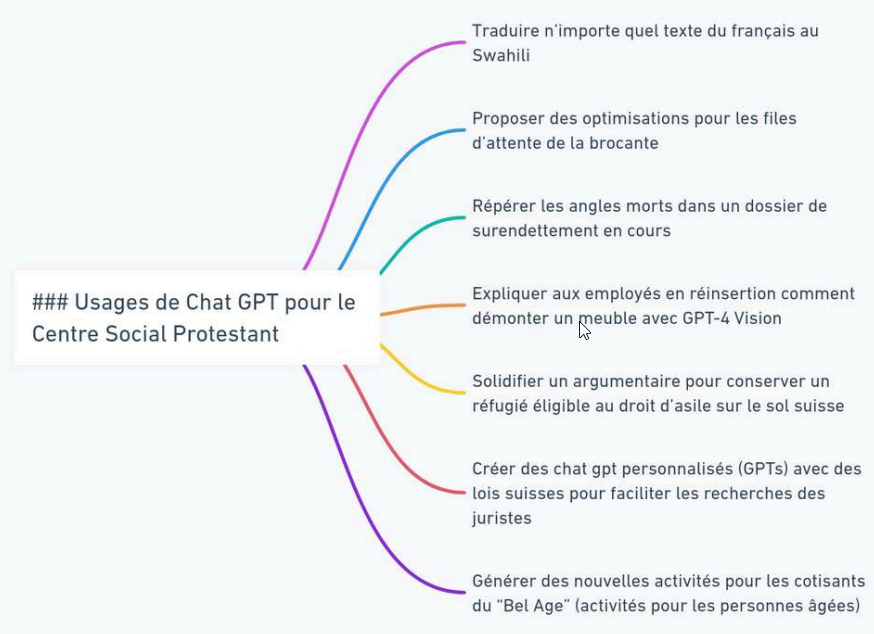 Traduire n'importe quel texte du français au
Swahili
Proposer des optimisations pour les files
d'attente de la brocante
Répérer les angles morts dans un dossier de
surendettement en cours
### Usages de Chat GPT pour le
Centre Social Protestant
Expliquer aux employés en réinsertion comment
démonter un meuble avec GPT-4 Vision
Solidifier un argumentaire pour conserver un
réfugié éligible au droit d'asile sur le sol suisse
Créer des chat gpt personnalisés (GPTs) avec des
lois suisses pour faciliter les recherches des
juristes
Générer des nouvelles activités pour les cotisants
du “Bel Age” (activités pour les personnes âgées)